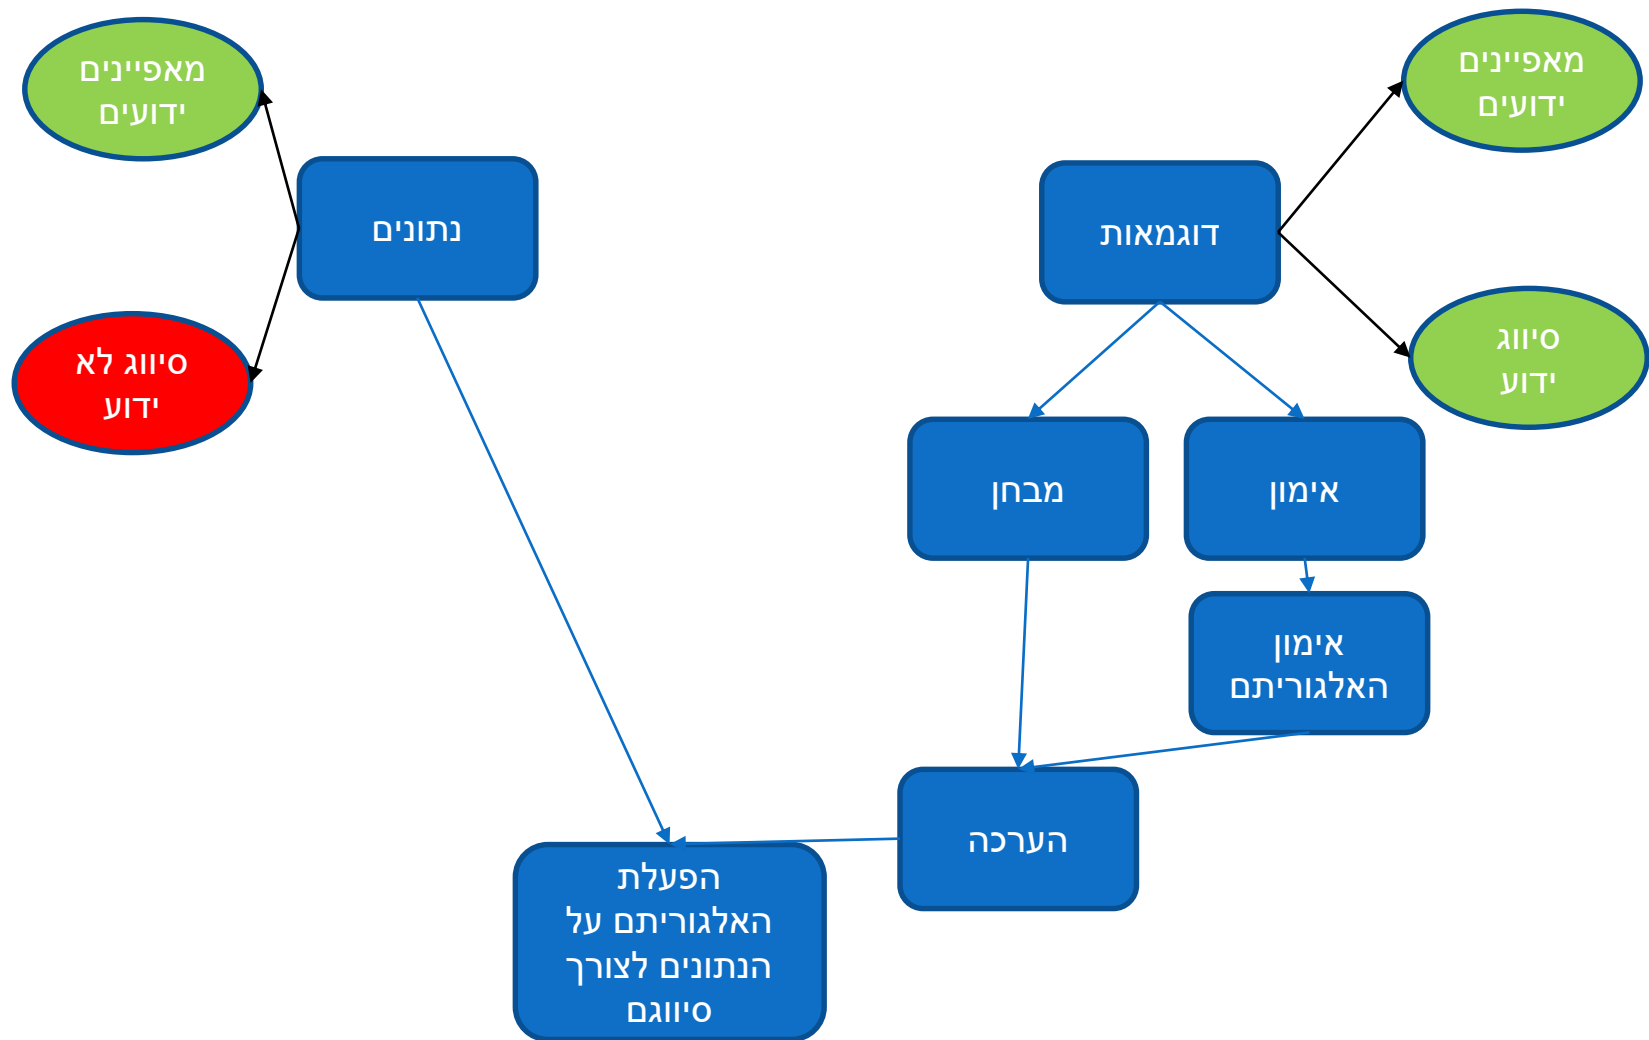 מאפיינים
ידועים
מאפיינים
ידועים
דוגמאות
נתונים
סיווג
ידוע
סיווג לא
ידוע
אימון
מבחן
אימון
האלגוריתם
הערכה
הפעלת
האלגוריתם על
הנתונים לצורך
סיווגם